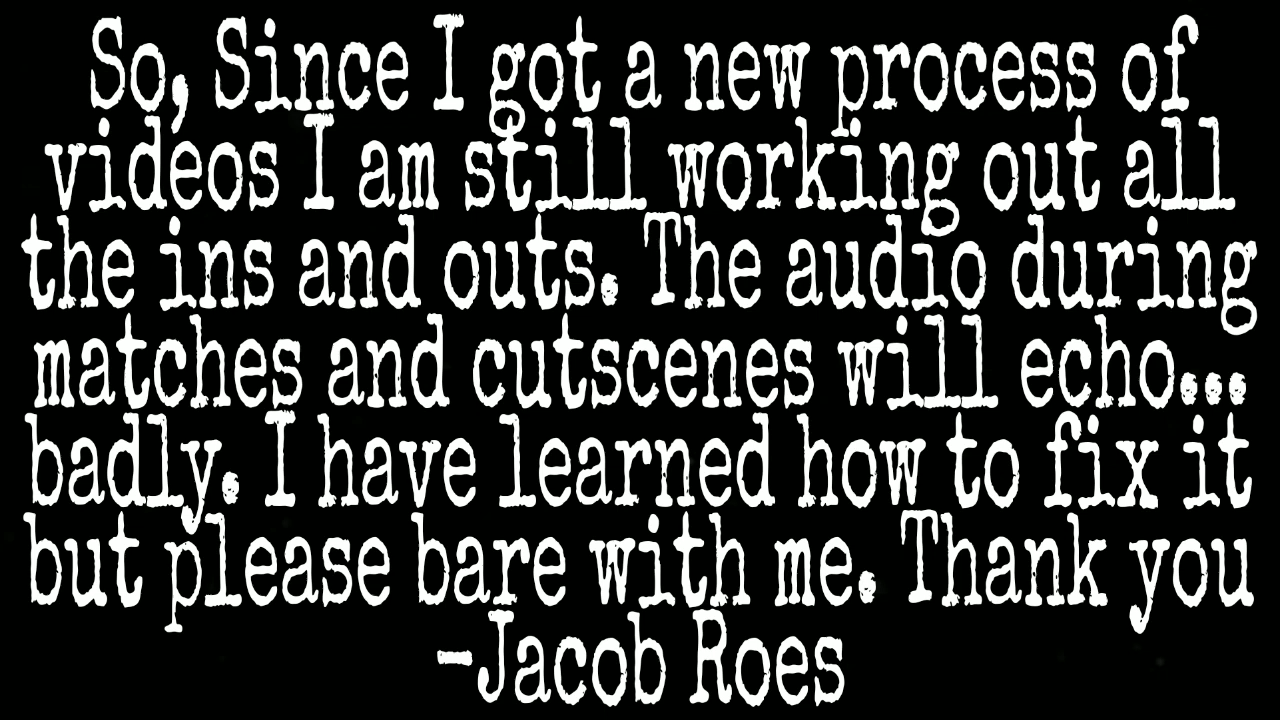 So, Since I got a new process of
videos I am still working out all
the ins and outs. The audio during
matches and cutscenes will echo...
badly. I have learned how to fix it
but please bare with me. Thank you
-Jacob Roes